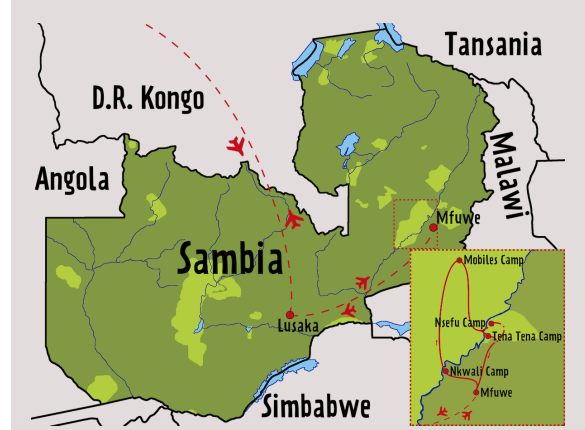 Tansania
D.R. Kongo
Angola
Malawi
Mfuwe
Sambia
Lusaka
Simbabwe
Mobiles Camp
Nsefu Camp
Tena Tena Camp
Nkwali Camp
Mfuwe